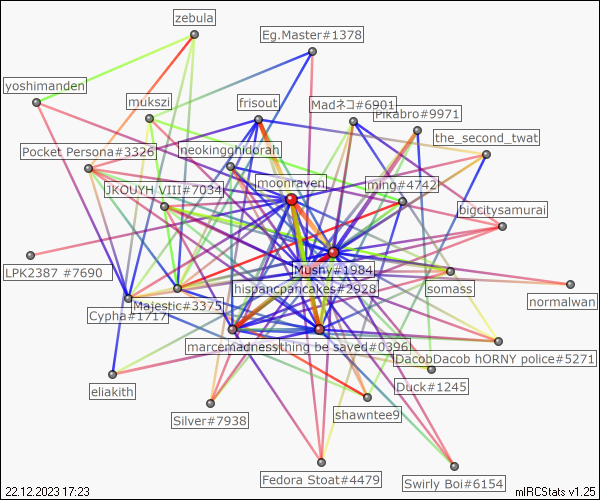 zebula
Eg.Master#1378
yoshimanden
mukszi
frisout
Madネコ#6901
Pikabro#9971
the_second_twat
Pocket Persona#3326
neokingghidorah
moonraven
ming#4742
JKOUYH VIII#7034
bigcitysamurai
LPK2387 #7690
Mushy#1984
hispancpancakes#2928
somass
normalwan
Majestic#3375
Cypha#1717
marcemadnessthing be saved#0396
DacobDacob hORNY police#5271
eliakith
Duck#1245
Silver#7938
shawntee9
Fedora Stoat#4479
Swirly Boi#6154
22.12.2023 17:23
mIRCStats v1.25